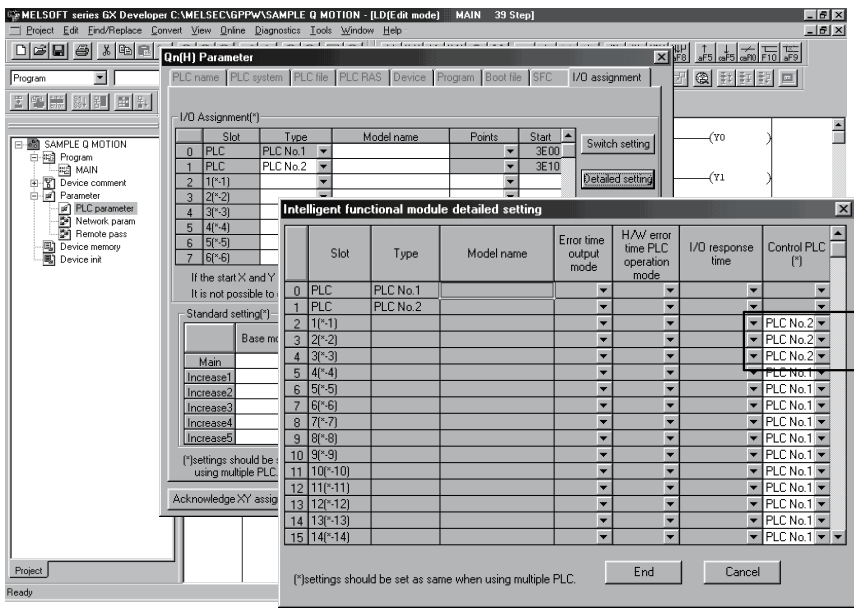 MELSOFT series GX Developer C:\MELSEC\GPPW\SAMPLE Q MOTION - [LD(Edit mode) MAIN 39 Step]
Project Edit Find/Replace Convert View Online Diagnostics Tools Window Help
Program
Qn(H) Parameter
PLC name PLC system PLC file PLC RAS Device Program Boot file SFC I/O assignment
I/O Assignment(*)
Slot Type Model name Points Start
0 PLC PLC No.1 3E00
1 PLC PLC No.2 3E10
2 1(*-1)
3 2(*-2)
4 3(*-3)
5 4(*-4)
6 5(*-5)
7 6(*-6)
Switch setting
Detailed setting
If the start X and Y
It is not possible to
Standard setting(*)
Base mo
Main
Increase1
Increase2
Increase3
Increase4
Increase5
(*)settings should be s
using multiple PLC.
Acknowledge XY assig
SAMPLE Q MOTION
Program
MAIN
Device comment
Parameter
PLC parameter
Network param
Remote pass
Device memory
Device init
Project
Ready
F10 aF9
(Y0 )
(Y1 )
Intelligent functional module detailed setting
Slot Type Model name Error time output mode H/W error time PLC operation mode I/O response time Control PLC (*)
0 PLC PLC No.1
1 PLC PLC No.2
2 1(*-1) PLC No.2
3 2(*-2) PLC No.2
4 3(*-3) PLC No.2
5 4(*-4) PLC No.1
6 5(*-5) PLC No.1
7 6(*-6) PLC No.1
8 7(*-7) PLC No.1
9 8(*-8) PLC No.1
10 9(*-9) PLC No.1
11 10(*-10) PLC No.1
12 11(*-11) PLC No.1
13 12(*-12) PLC No.1
14 13(*-13) PLC No.1
15 14(*-14) PLC No.1
(*)settings should be set as same when using multiple PLC.
End Cancel